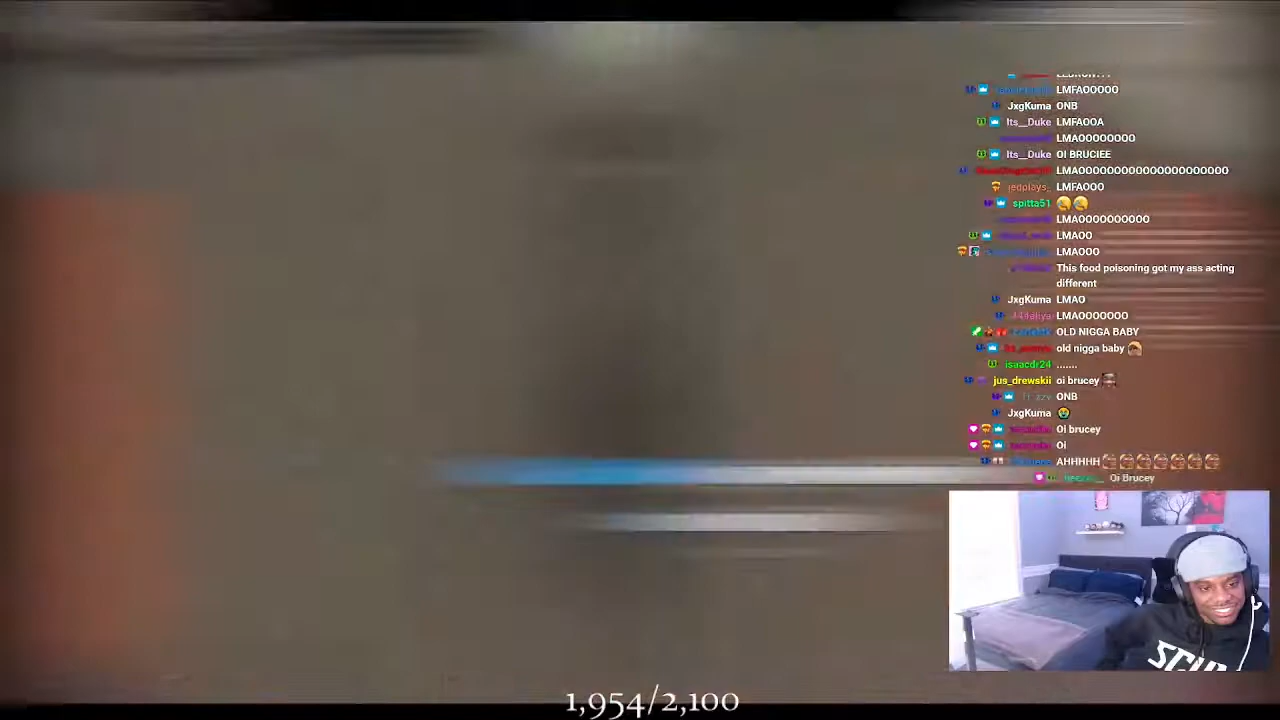 LMFAOOOOO
JxgKuma ONB
Its__Duke LMFAOOA
LMAOOOOOOOO
Its__Duke OI BRUCIEE
LMAOOOOOOOOOOOOOOOOOOOOOO
jedplays_ LMFAOOO
spitta51
LMAOOOOOOOOOO
LMAOO
LMAOOO
This food poisoning got my ass acting
different
JxgKuma LMAO
LMAOOOOOOO
OLD NIGGA BABY
old nigga baby
isaacdr24 .......
jus_drewskii oi brucey
ONB
JxgKuma
Oi brucey
Oi
AHHHHH
Oi Brucey
1,954/2,100